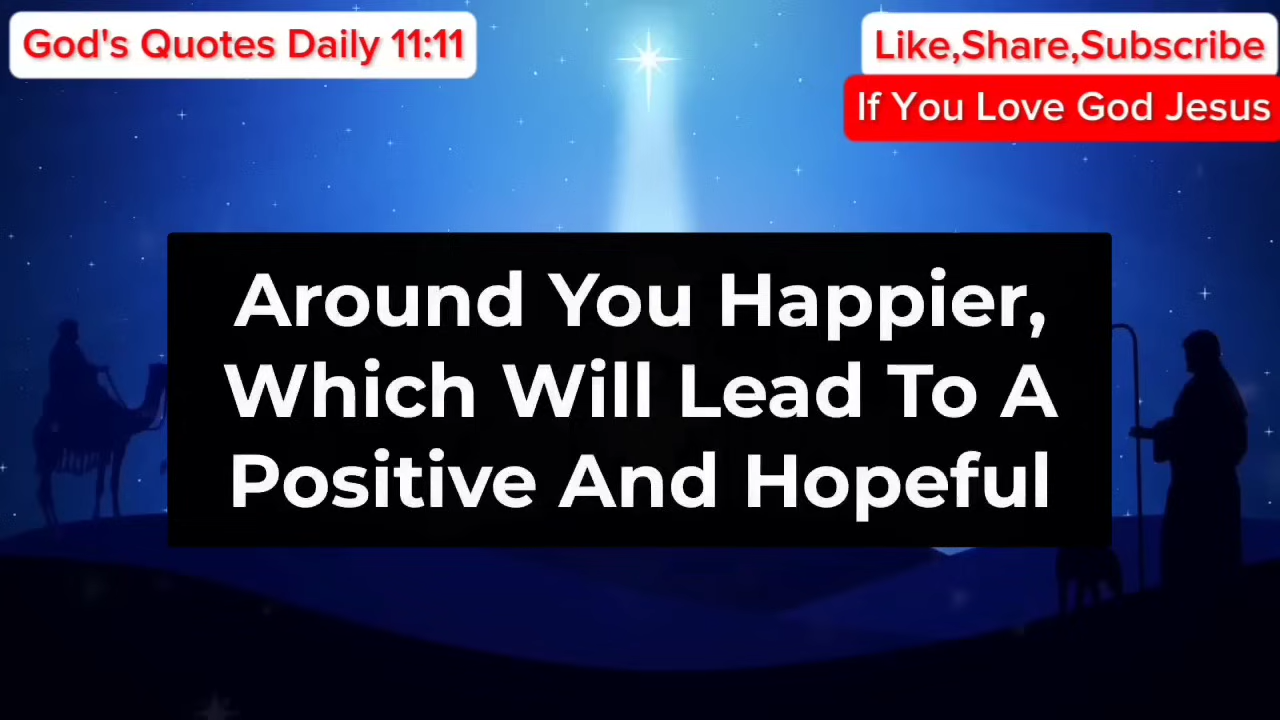 God's Quotes Daily 11:11
Like,Share,Subscribe
If You Love God Jesus
Around You Happier,
Which Will Lead To A
Positive And Hopeful